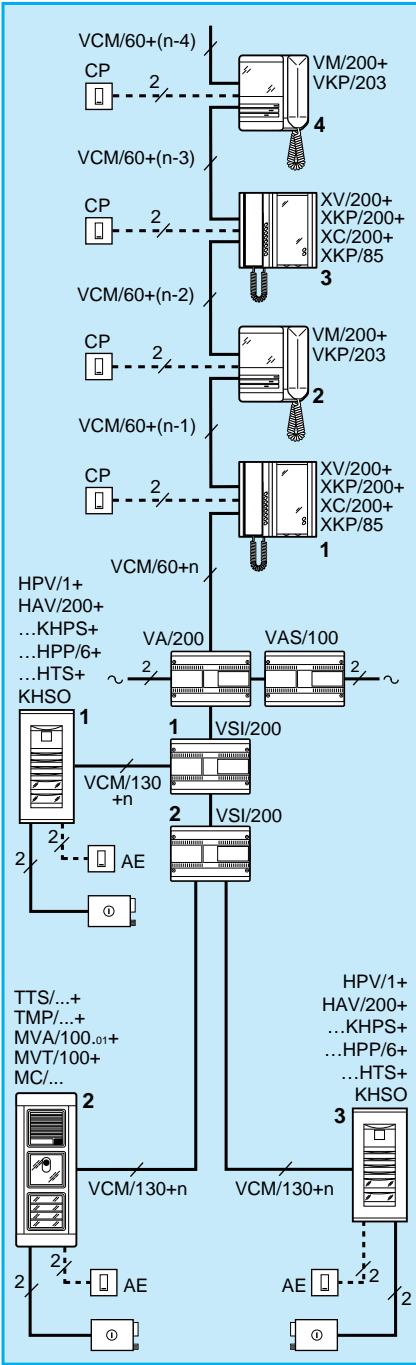 VCM/60+(n-4)
CP
2
VM/200+
VKP/203
4
VCM/60+(n-3)
CP
2
XV/200+
XKP/200+
XC/200+
XKP/85
3
VCM/60+(n-2)
CP
2
VM/200+
VKP/203
2
VCM/60+(n-1)
CP
2
XV/200+
XKP/200+
XC/200+
XKP/85
1
VCM/60+n
HPV/1+
HAV/200+
...KHPS+
...HPP/6+
...HTS+
KHSO
1
VA/200
VAS/100
~ 2
2 ~
1
VSI/200
VCM/130
+n
2
VSI/200
2
2
AE
TTS/...+
TMP/...+
MVA/100.01+
MVT/100+
MC/...
2
HPV/1+
HAV/200+
...KHPS+
...HPP/6+
...HTS+
KHSO
3
VCM/130+n
VCM/130+n
2
2
AE
AE
2
2